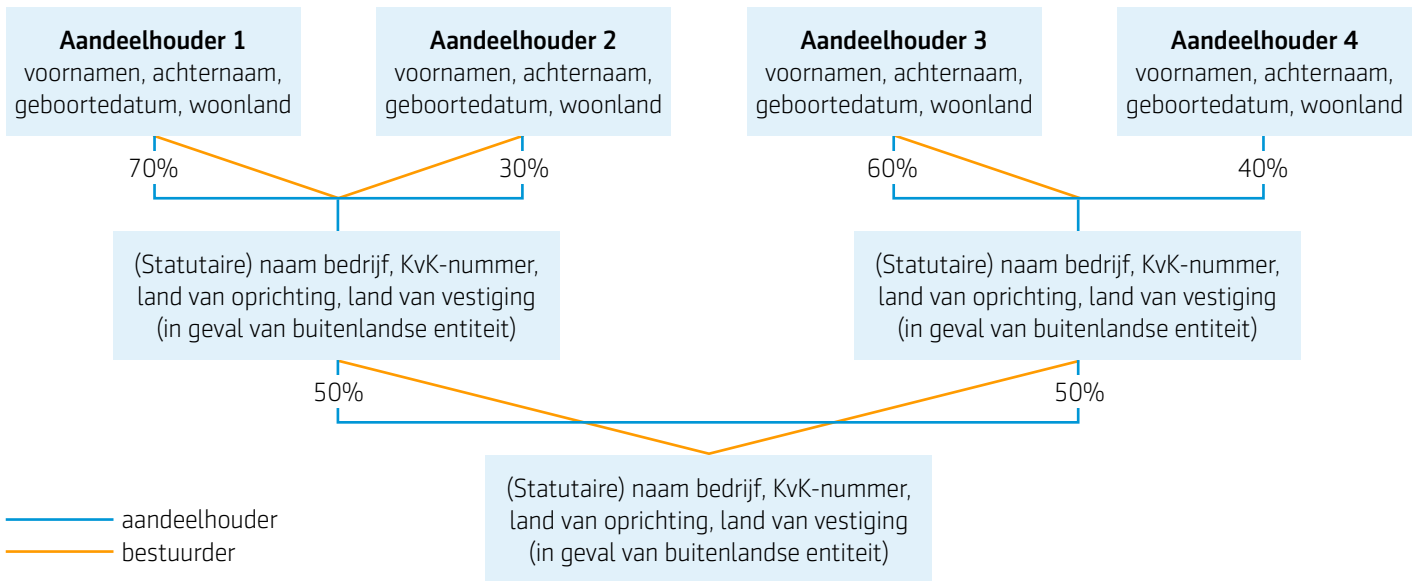 Aandeelhouder 1
voornamen, achternaam,
geboortedatum, woonland
Aandeelhouder 2
voornamen, achternaam,
geboortedatum, woonland
Aandeelhouder 3
voornamen, achternaam,
geboortedatum, woonland
Aandeelhouder 4
voornamen, achternaam,
geboortedatum, woonland
70%
30%
60%
40%
(Statutaire) naam bedrijf, KvK-nummer,
land van oprichting, land van vestiging
(in geval van buitenlandse entiteit)
(Statutaire) naam bedrijf, KvK-nummer,
land van oprichting, land van vestiging
(in geval van buitenlandse entiteit)
50%
50%
(Statutaire) naam bedrijf, KvK-nummer,
land van oprichting, land van vestiging
(in geval van buitenlandse entiteit)
aandeelhouder
bestuurder